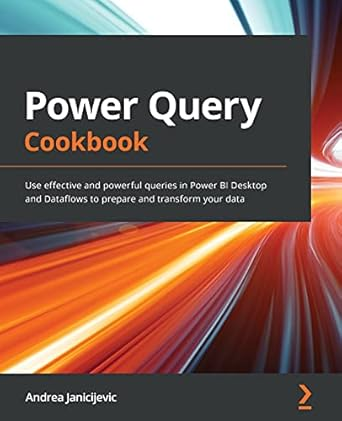 Power Query
Cookbook
Use effective and powerful queries in Power BI Desktop
and Dataflows to prepare and transform your data
Andrea Janicijevic